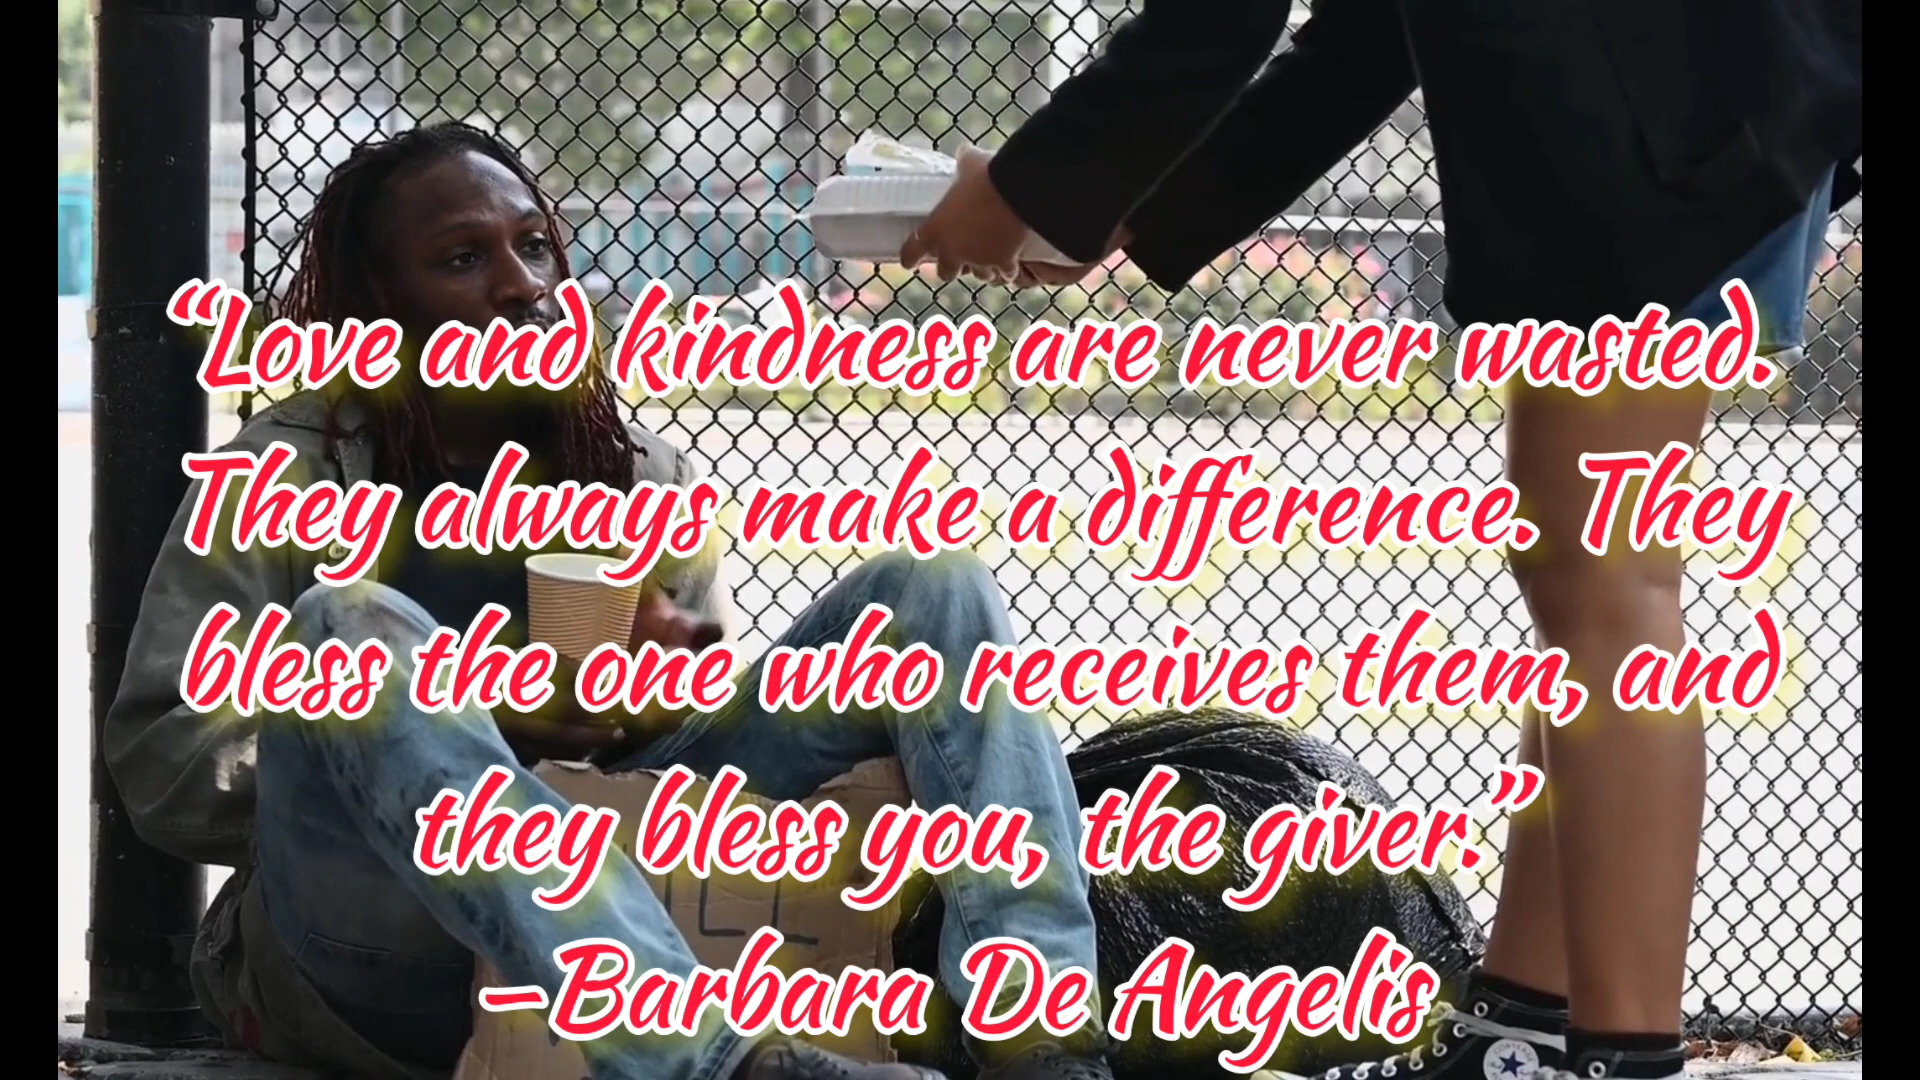 “Love and kindness are never wasted.
They always make a difference. They
bless the one who receives them, and
they bless you, the giver.”
–Barbara De Angelis